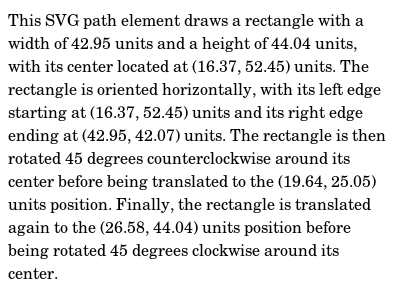 This SVG path element draws a rectangle with a
width of 42.95 units and a height of 44.04 units,
with its center located at (16.37, 52.45) units. The
rectangle is oriented horizontally, with its left edge
starting at (16.37, 52.45) units and its right edge
ending at (42.95, 42.07) units. The rectangle is then
rotated 45 degrees counterclockwise around its
center before being translated to the (19.64, 25.05)
units position. Finally, the rectangle is translated
again to the (26.58, 44.04) units position before
being rotated 45 degrees clockwise around its
center.